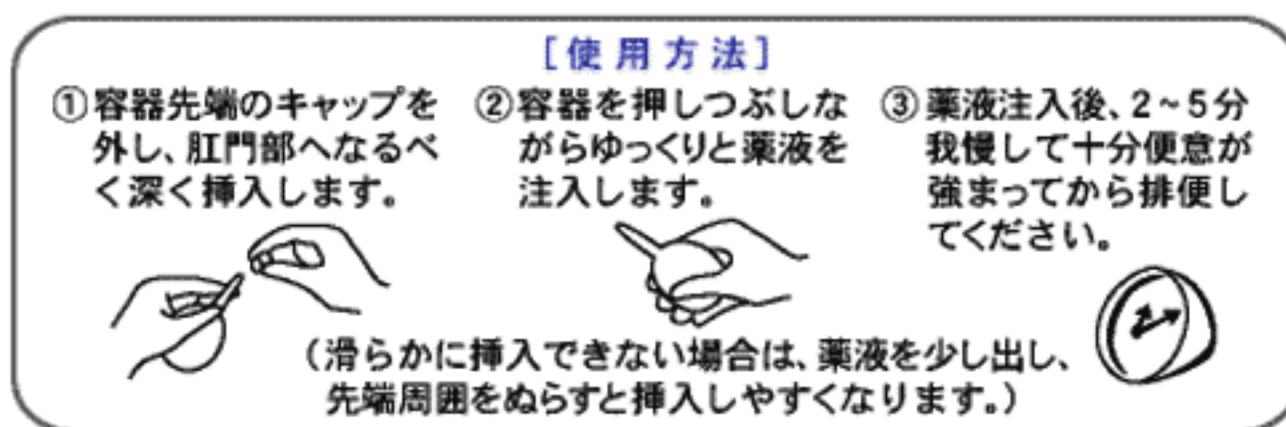 [使用方法]
①容器先端のキャップを
外し、肛門部へなるべ
く深く挿入します。
②容器を押しつぶしな
がらゆっくりと薬液を
注入します。
③薬液注入後、2~5分
我慢して十分便意が
強まってから排便し
てください。
(滑らかに挿入できない場合は、薬液を少し出し、
先端周囲をぬらすと挿入しやすくなります。)